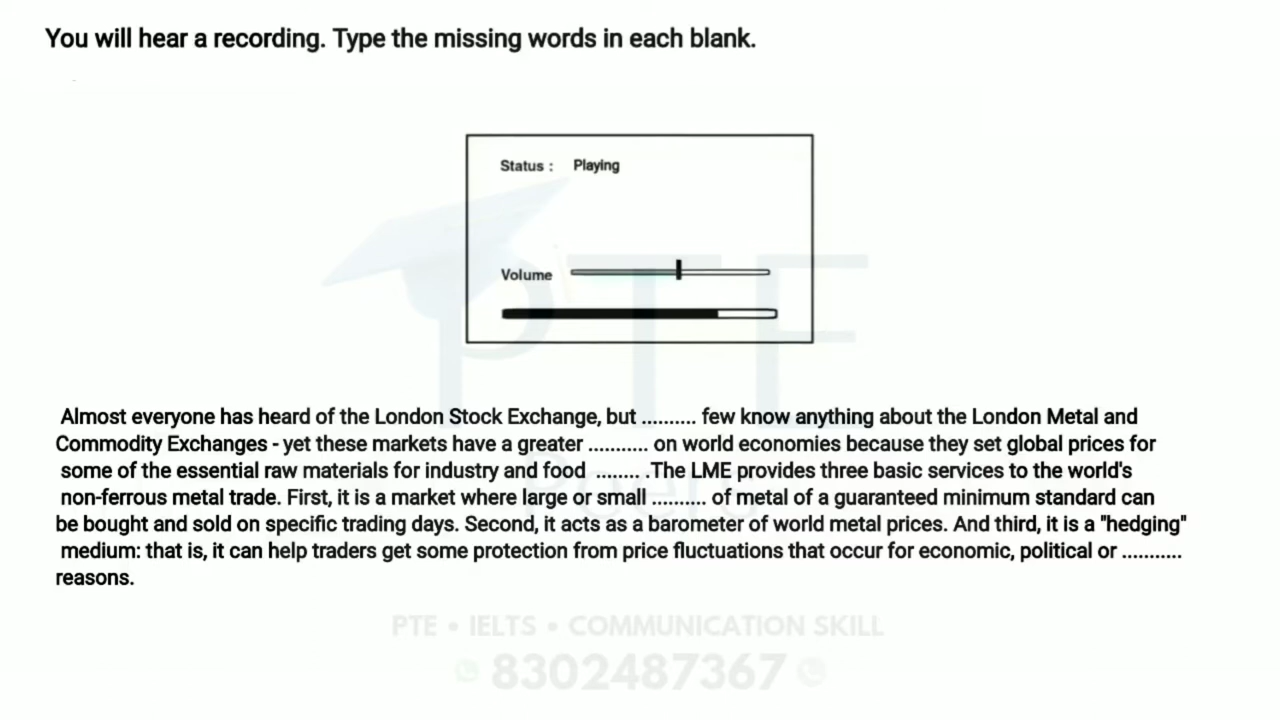 You will hear a recording. Type the missing words in each blank.
Status : Playing
Volume
PTE
Peers
Almost everyone has heard of the London Stock Exchange, but .......... few know anything about the London Metal and
Commodity Exchanges - yet these markets have a greater ........... on world economies because they set global prices for
some of the essential raw materials for industry and food ........ .The LME provides three basic services to the world's
non-ferrous metal trade. First, it is a market where large or small .......... of metal of a guaranteed minimum standard can
be bought and sold on specific trading days. Second, it acts as a barometer of world metal prices. And third, it is a "hedging"
medium: that is, it can help traders get some protection from price fluctuations that occur for economic, political or ...........
reasons.
PTE • IELTS • COMMUNICATION SKILL
8302487367